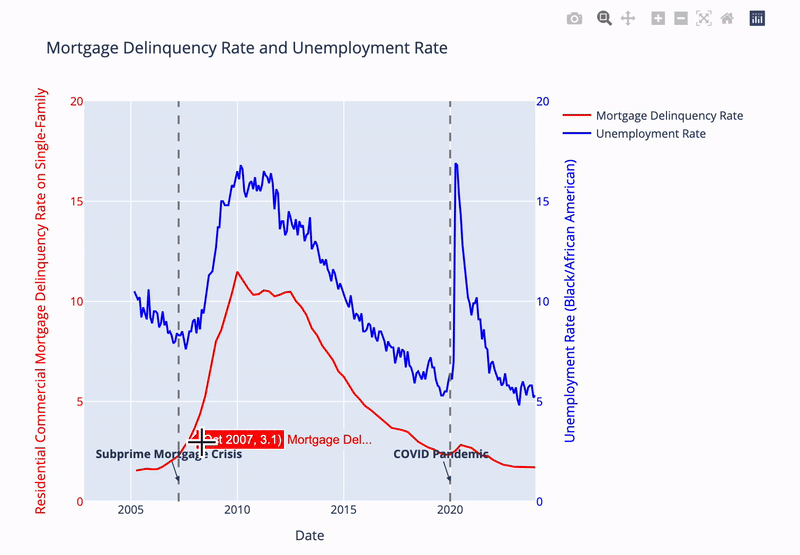 Mortgage Delinquency Rate and Unemployment Rate
Residential Commercial Mortgage Delinquency Rate on Single-Family
20
15
10
5
0
20
15
10
5
0
Unemployment Rate (Black/African American)
Mortgage Delinquency Rate
Unemployment Rate
2007, 3.1) Mortgage Del...
Subprime Mortgage Crisis
COVID Pandemic
2005
2010
2015
2020
Date